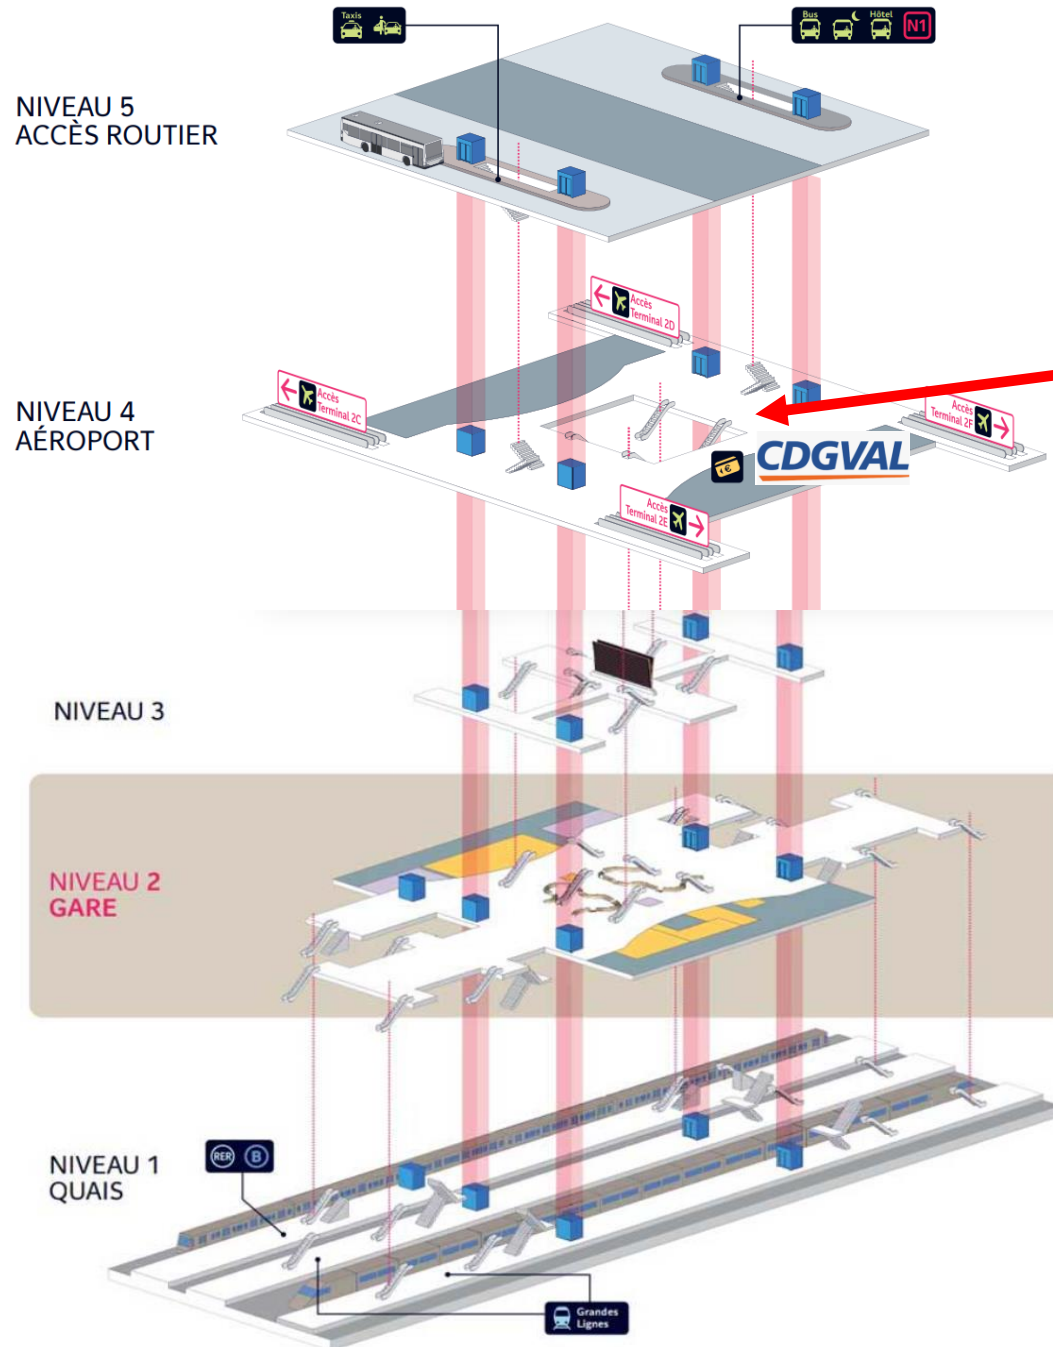 Taxis
Bus
Hôtel
N1
NIVEAU 5
ACCÈS ROUTIER
Accès
Terminal 2D
Accès
Terminal 2C
NIVEAU 4
AÉROPORT
Accès
Terminal 2F
€
CDGVAL
Accès
Terminal 2E
NIVEAU 3
NIVEAU 2
GARE
NIVEAU 1
QUAIS
RER B
Grandes
Lignes